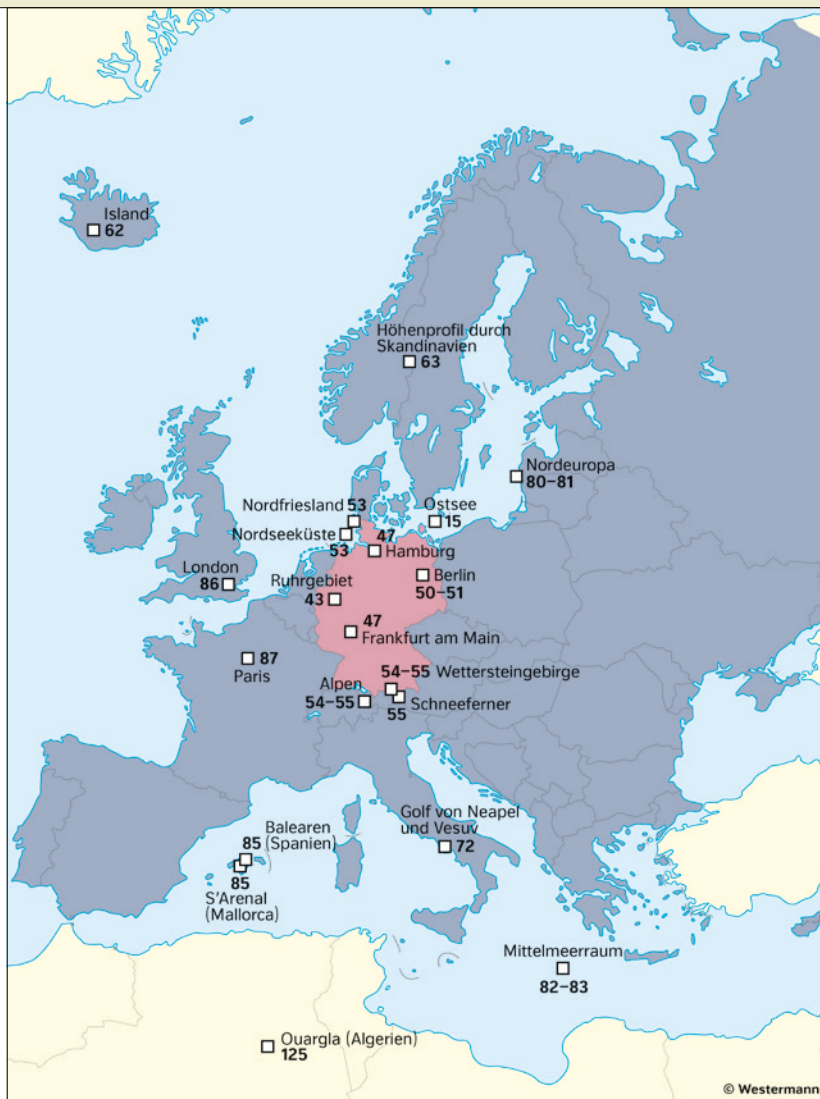 Island
62
Höhenprofil durch
Skandinavien
63
Nordeuropa
80–81
Nordfriesland 53
Ostsee
15
Nordseeküste
53
47
Hamburg
London
86
Ruhrgebiet
43
Berlin
50–51
47
Frankfurt am Main
87
Paris
54–55 Wettersteingebirge
Alpen
54–55
55
Schneeferner
Golf von Neapel
und Vesuv
72
Balearen
85 (Spanien)
85
S'Arenal
(Mallorca)
Mittelmeerraum
82–83
Ouargla (Algerien)
125
© Westermann